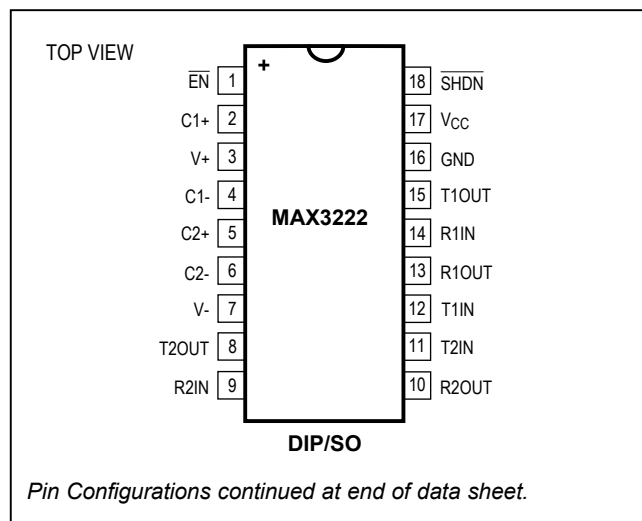 TOP VIEW
+
E̅N̅ 1
C1+ 2
V+ 3
C1- 4
C2+ 5
C2- 6
V- 7
T2OUT 8
R2IN 9
MAX3222
18 S̅H̅D̅N̅
17 VCC
16 GND
15 T1OUT
14 R1IN
13 R1OUT
12 T1IN
11 T2IN
10 R2OUT
DIP/SO
Pin Configurations continued at end of data sheet.